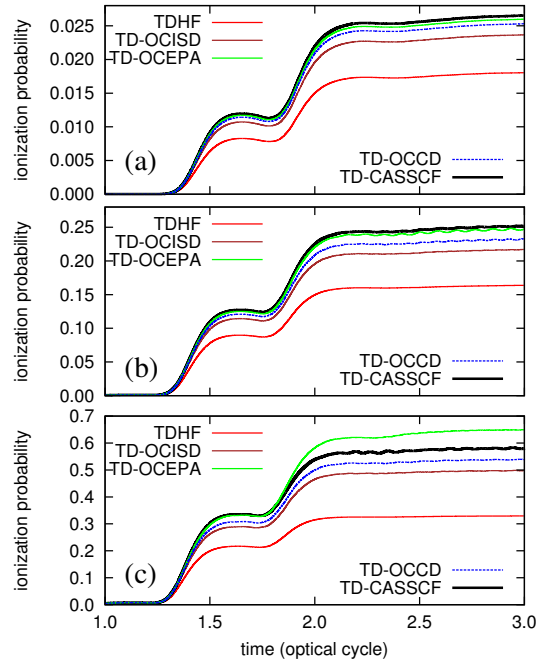 0.025
0.020
0.015
0.010
0.005
0.000
ionization probability
TDHF
TD-OCISD
TD-OCEPA
(a)
TD-OCCD
TD-CASSCF
0.25
0.20
0.15
0.10
0.05
0.00
ionization probability
TDHF
TD-OCISD
TD-OCEPA
(b)
TD-OCCD
TD-CASSCF
0.7
0.6
0.5
0.4
0.3
0.2
0.1
0.0
ionization probability
TDHF
TD-OCISD
TD-OCEPA
(c)
TD-OCCD
TD-CASSCF
1.0 1.5 2.0 2.5 3.0
time (optical cycle)